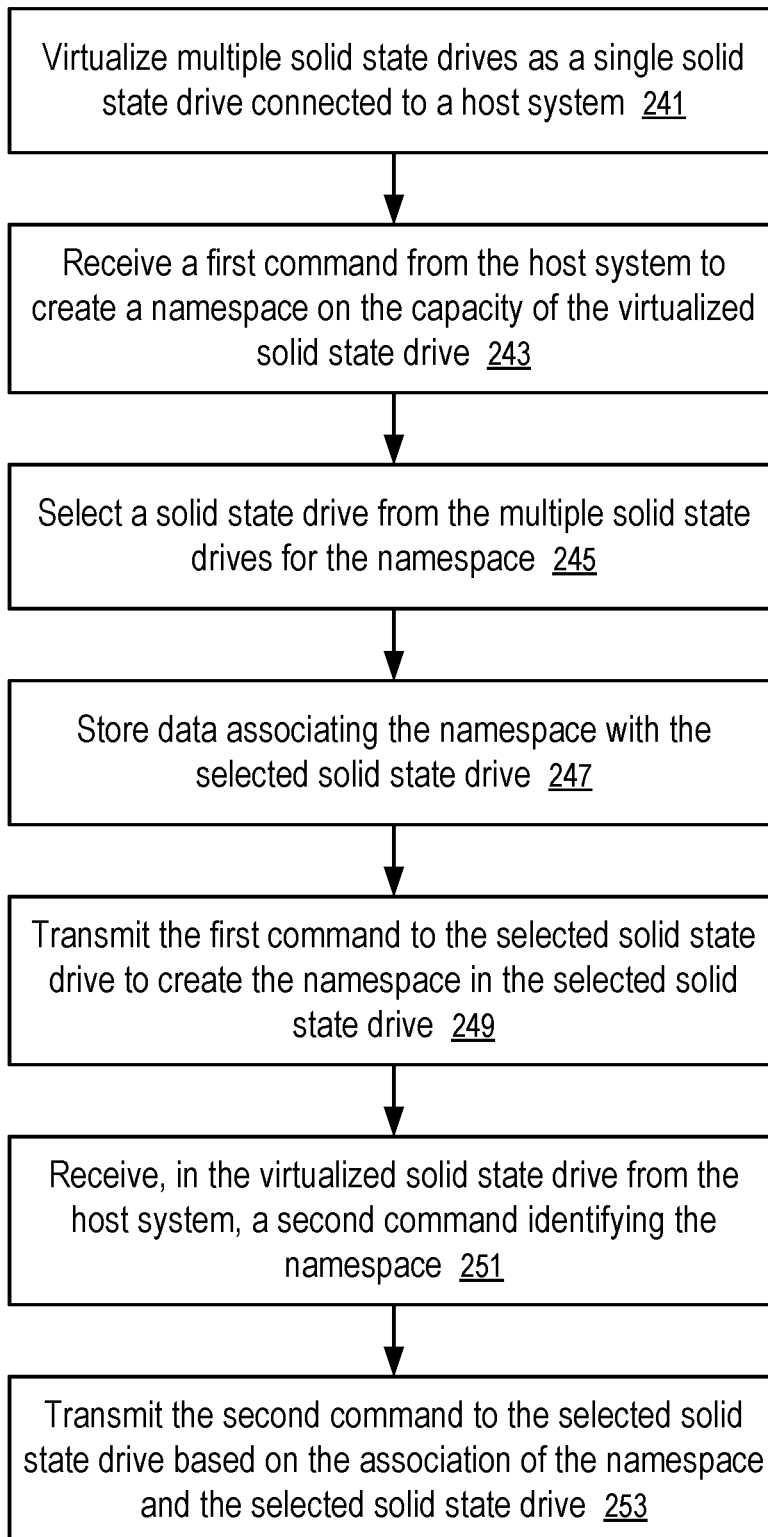 Virtualize multiple solid state drives as a single solid
state drive connected to a host system 241
Receive a first command from the host system to
create a namespace on the capacity of the virtualized
solid state drive 243
Select a solid state drive from the multiple solid state
drives for the namespace 245
Store data associating the namespace with the
selected solid state drive 247
Transmit the first command to the selected solid state
drive to create the namespace in the selected solid
state drive 249
Receive, in the virtualized solid state drive from the
host system, a second command identifying the
namespace 251
Transmit the second command to the selected solid
state drive based on the association of the namespace
and the selected solid state drive 253